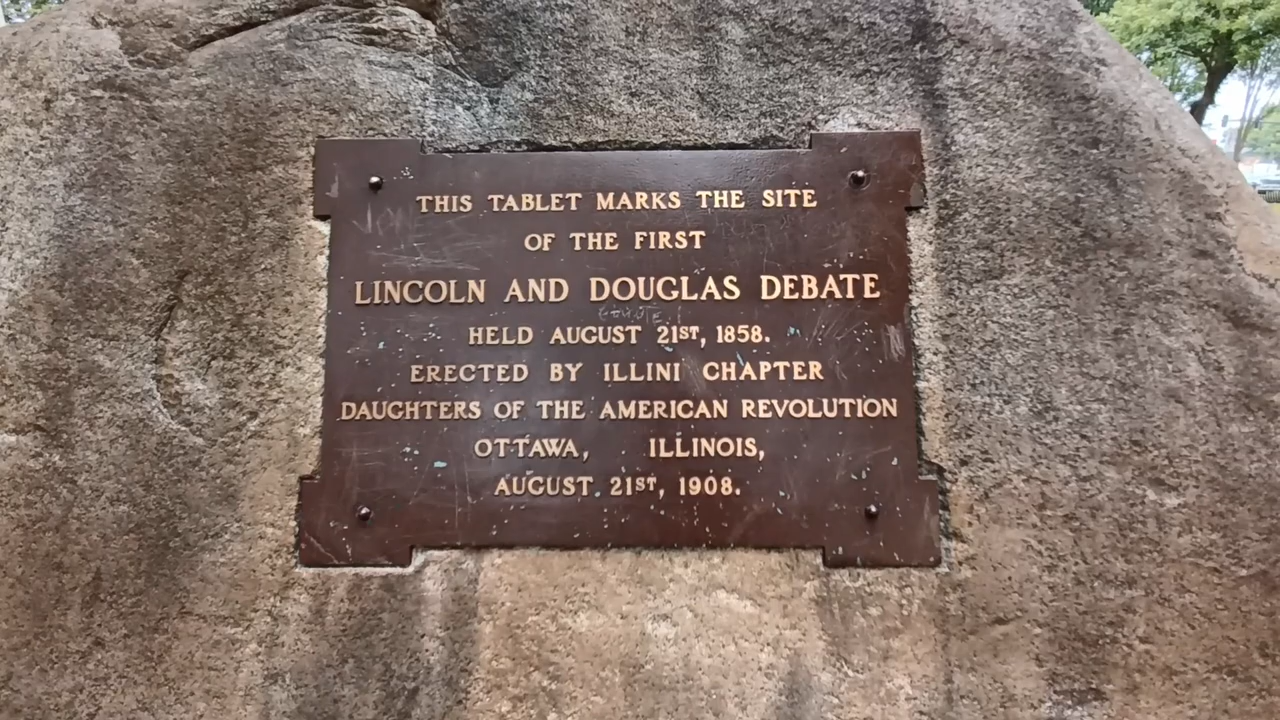 THIS TABLET MARKS THE SITE
OF THE FIRST
LINCOLN AND DOUGLAS DEBATE
HELD AUGUST 21ST, 1858.
ERECTED BY ILLINI CHAPTER
DAUGHTERS OF THE AMERICAN REVOLUTION
OTTAWA, ILLINOIS,
AUGUST. 21ST, 1908.